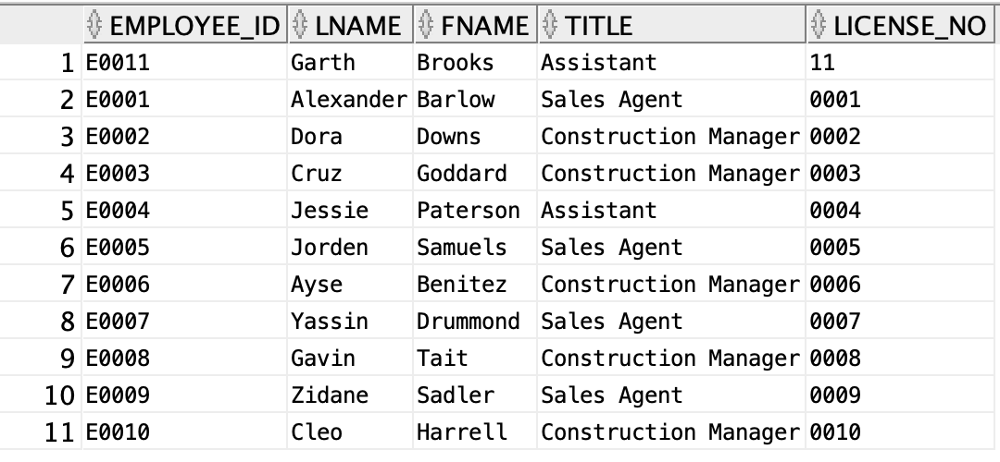 EMPLOYEE_ID LNAME FNAME TITLE LICENSE_NO
1 E0011 Garth Brooks Assistant 11
2 E0001 Alexander Barlow Sales Agent 0001
3 E0002 Dora Downs Construction Manager 0002
4 E0003 Cruz Goddard Construction Manager 0003
5 E0004 Jessie Paterson Assistant 0004
6 E0005 Jorden Samuels Sales Agent 0005
7 E0006 Ayse Benitez Construction Manager 0006
8 E0007 Yassin Drummond Sales Agent 0007
9 E0008 Gavin Tait Construction Manager 0008
10 E0009 Zidane Sadler Sales Agent 0009
11 E0010 Cleo Harrell Construction Manager 0010